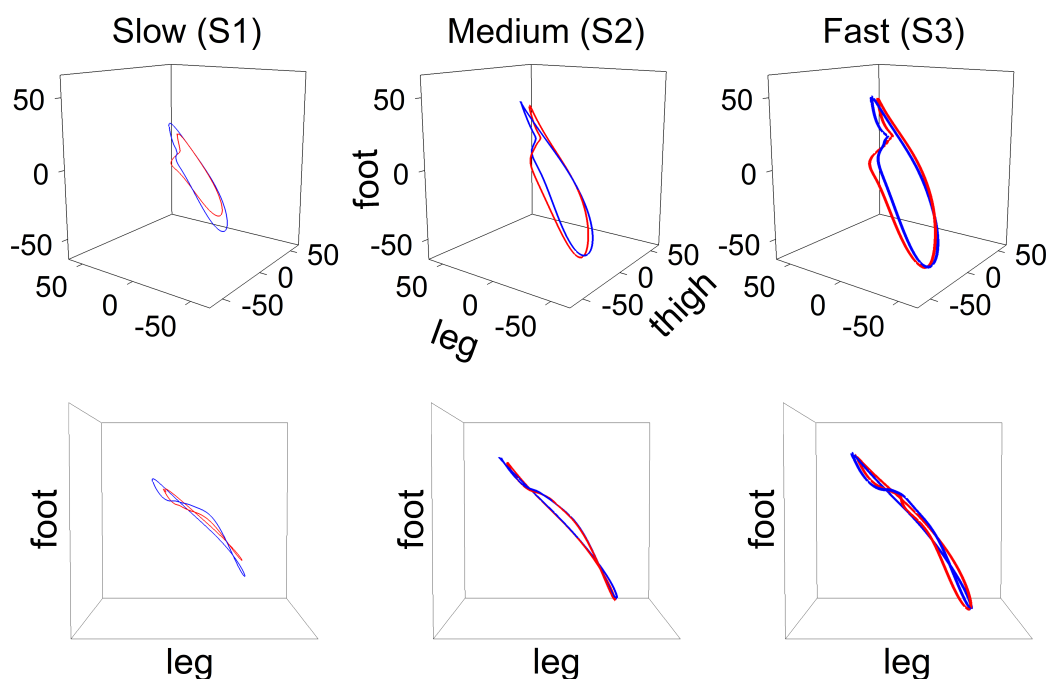 Slow (S1) Medium (S2) Fast (S3)
50 50 50
0 foot 0 0
-50 -50 -50
50 0 -50 -50 0 50
50 0 -50 -50 0 50
50 0 -50 -50 0 50
leg thigh
foot foot foot
leg leg leg